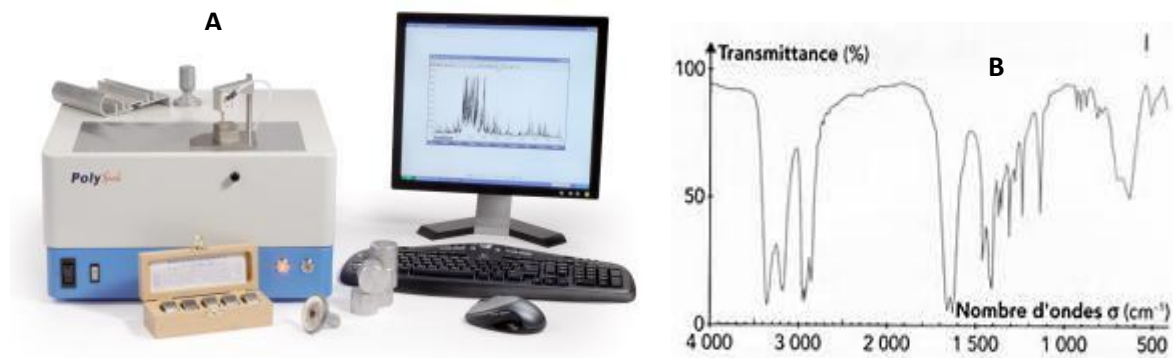 A
PolySpek
Transmittance (%)
B
I
100
50
0
Nombre d'ondes σ (cm⁻¹)
4 000 3 000 2 000 1 500 1 000 500